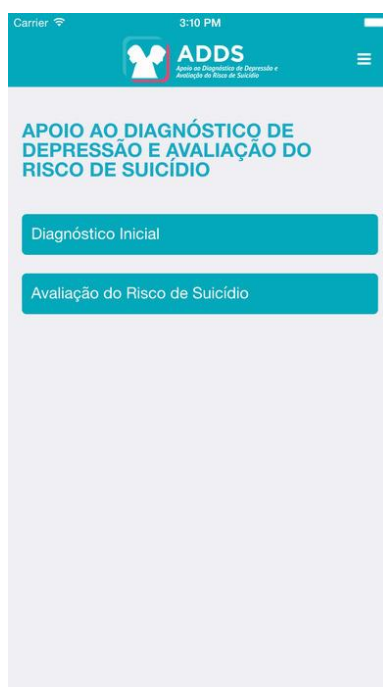 Carrier 3:10 PM
ADDS
Apoio ao Diagnóstico de Depressão e
Avaliação do Risco de Suicídio
APOIO AO DIAGNÓSTICO DE
DEPRESSÃO E AVALIAÇÃO DO
RISCO DE SUICÍDIO
Diagnóstico Inicial
Avaliação do Risco de Suicídio